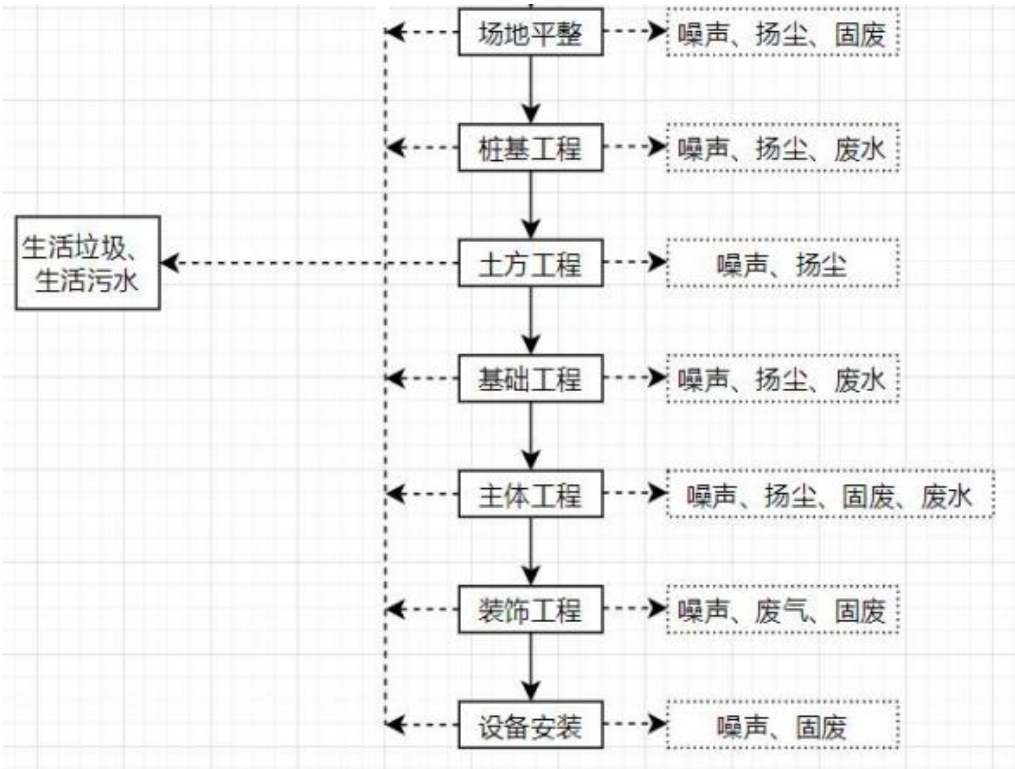 场地平整
噪声、扬尘、固废
桩基工程
噪声、扬尘、废水
生活垃圾、
生活污水
土方工程
噪声、扬尘
基础工程
噪声、扬尘、废水
主体工程
噪声、扬尘、固废、废水
装饰工程
噪声、废气、固废
设备安装
噪声、固废